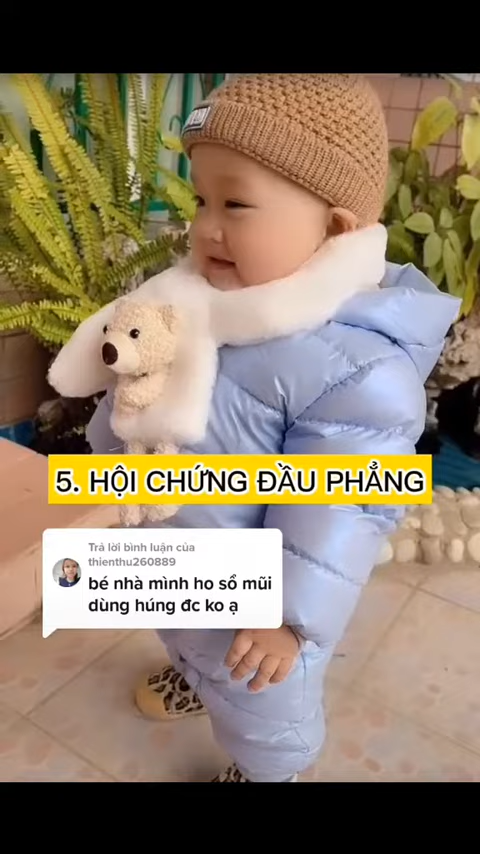 5. HỘI CHỨNG ĐẦU PHẲNG
Trả lời bình luận của
thienthu260889
bé nhà mình ho sổ mũi
dùng húng đc ko ạ